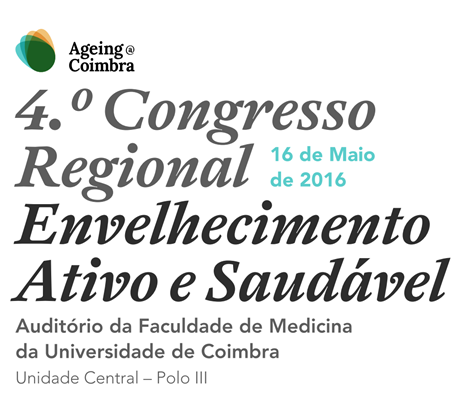 Ageing@
Coimbra
4.º Congresso
Regional
16 de Maio
de 2016
Envelhecimento
Ativo e Saudável
Auditório da Faculdade de Medicina
da Universidade de Coimbra
Unidade Central – Polo III